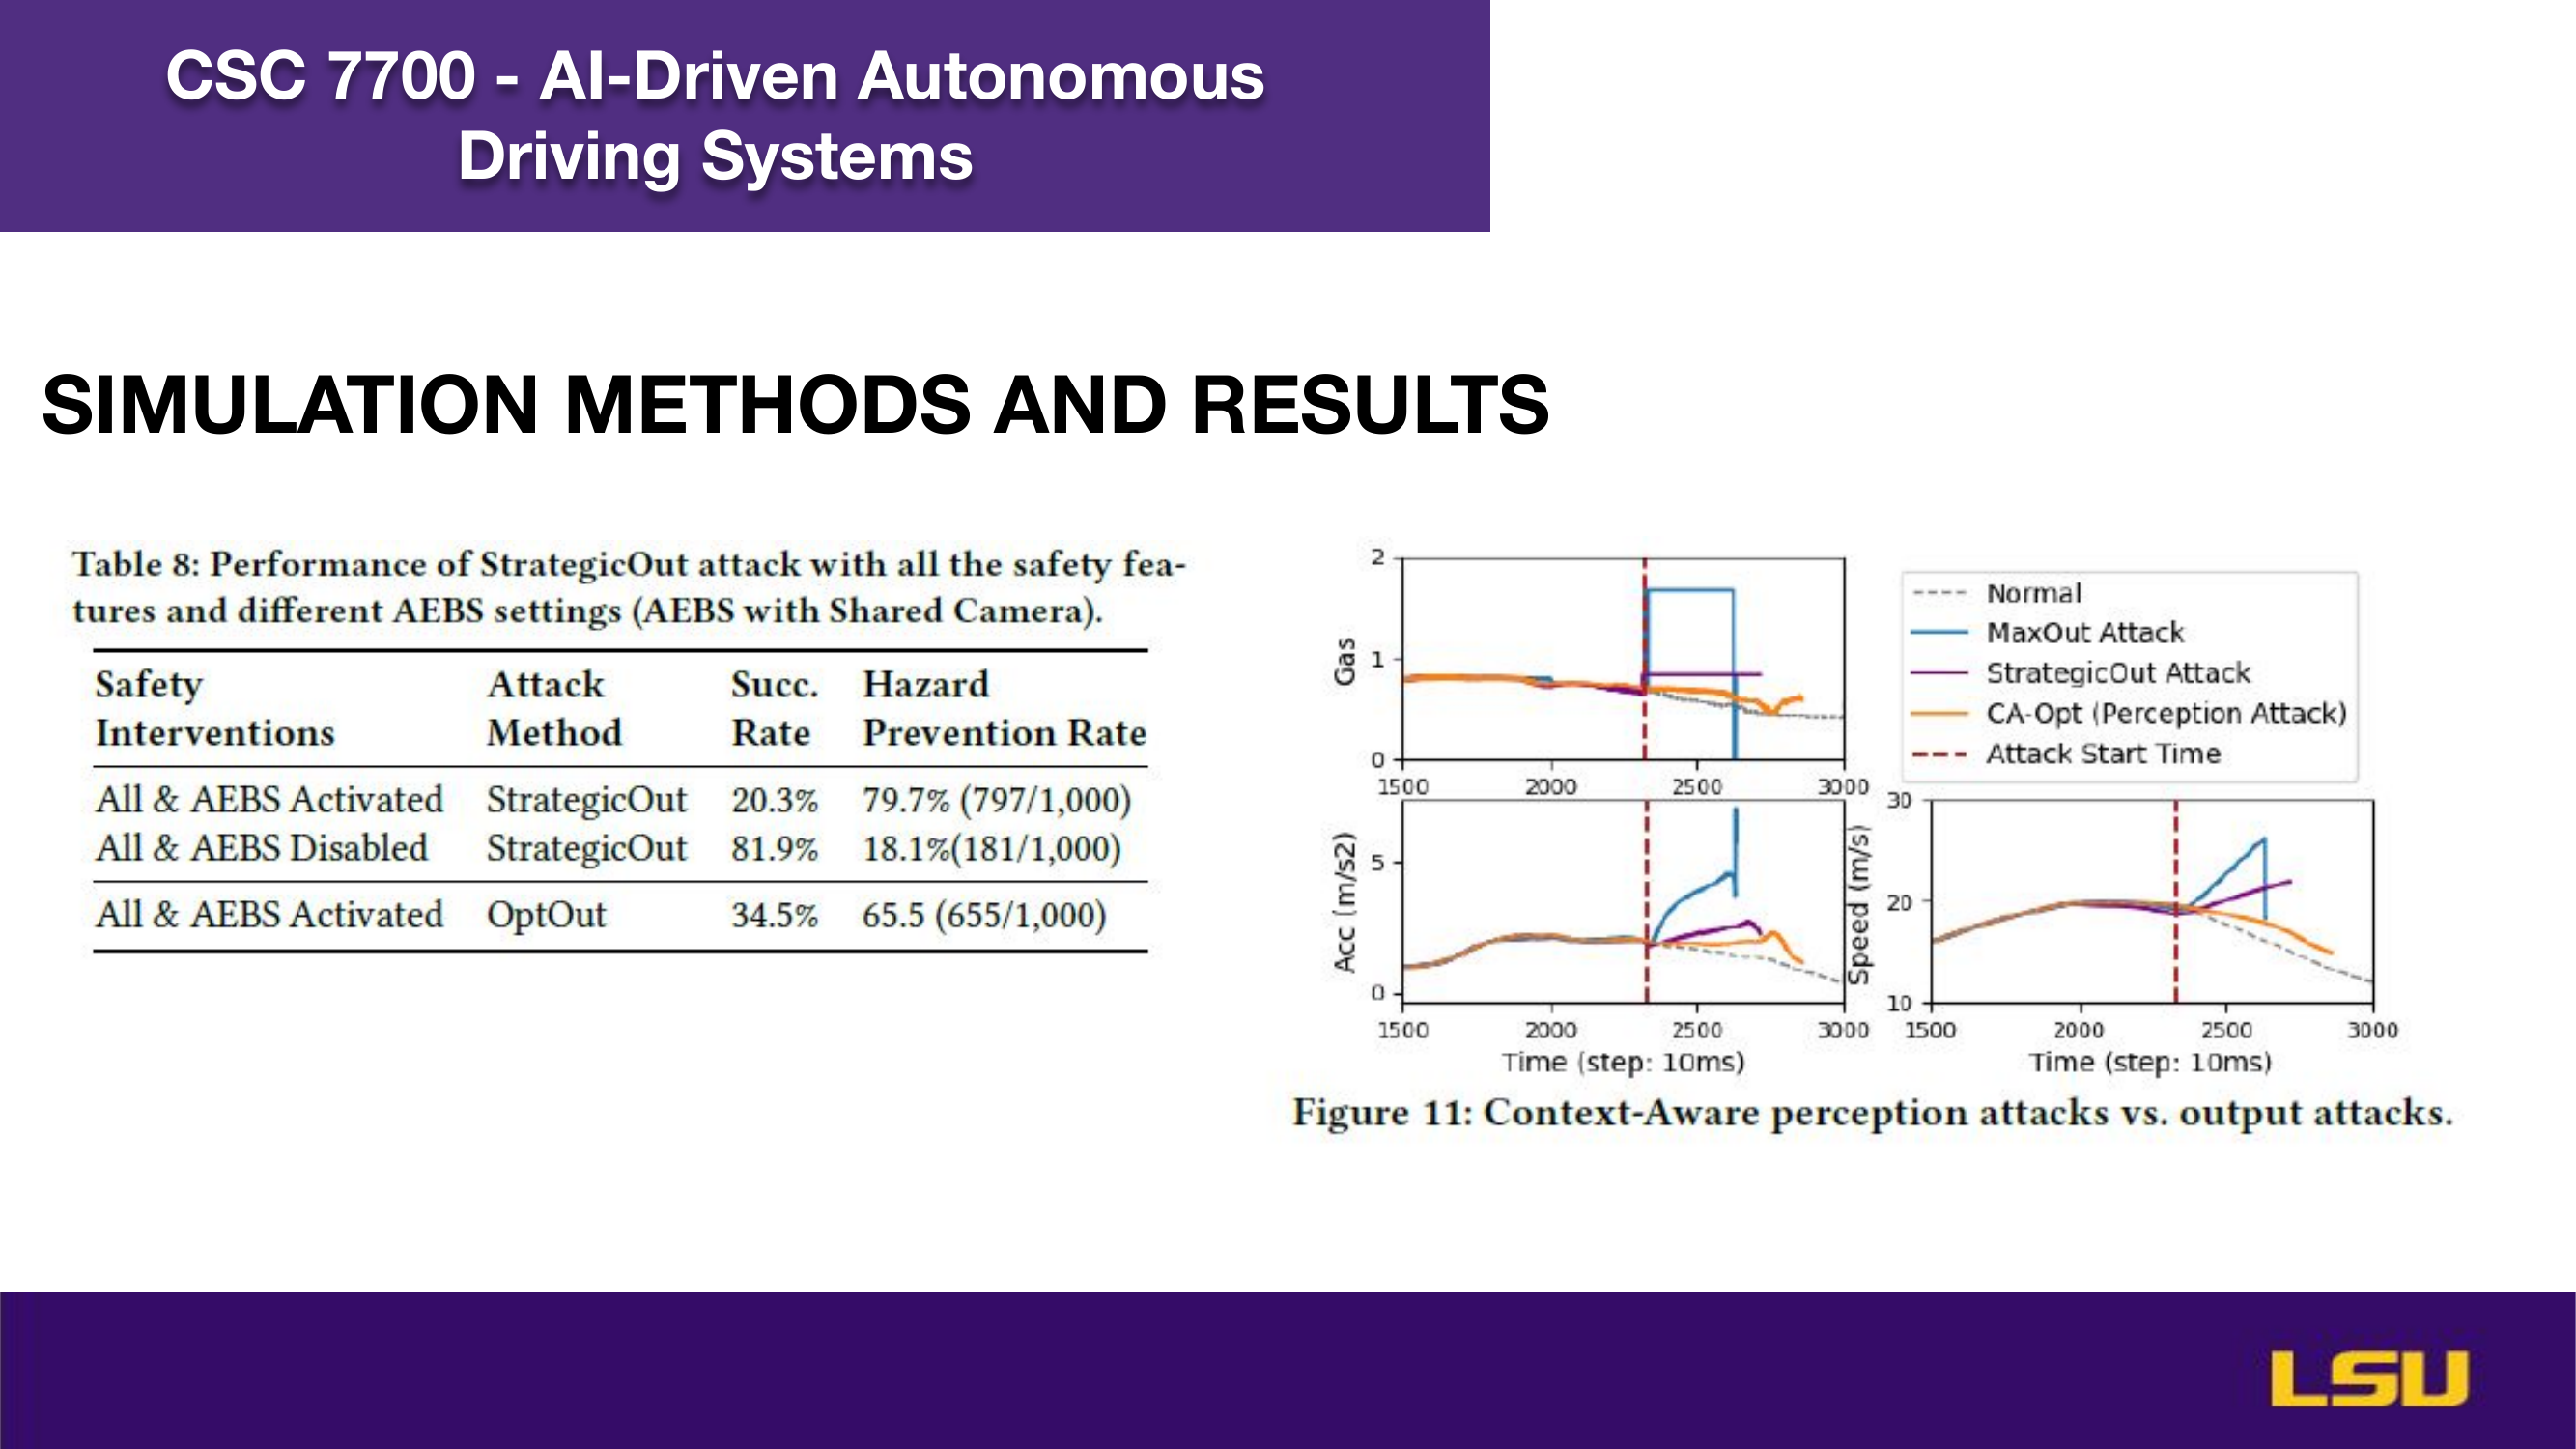 CSC 7700 - AI-Driven Autonomous
Driving Systems
SIMULATION METHODS AND RESULTS
Table 8: Performance of StrategicOut attack with all the safety fea-
tures and different AEBS settings (AEBS with Shared Camera).
Safety Attack Succ. Hazard
Interventions Method Rate Prevention Rate
All & AEBS Activated StrategicOut 20.3% 79.7% (797/1,000)
All & AEBS Disabled StrategicOut 81.9% 18.1%(181/1,000)
All & AEBS Activated OptOut 34.5% 65.5 (655/1,000)
2
1
0
Gas
1500 2000 2500 3000
Normal
MaxOut Attack
StrategicOut Attack
CA-Opt (Perception Attack)
Attack Start Time
5
0
Acc (m/s2)
1500 2000 2500 3000
Time (step: 10ms)
30
20
10
Speed (m/s)
1500 2000 2500 3000
Time (step: 10ms)
Figure 11: Context-Aware perception attacks vs. output attacks.
LSU